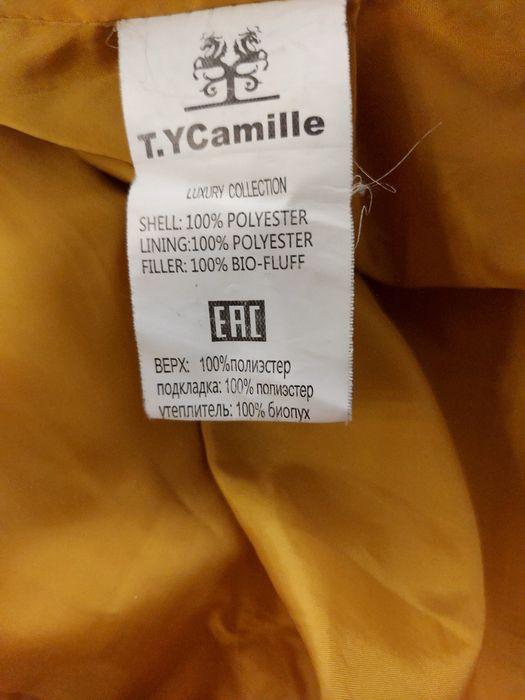 T.YCamille
LUXURY COLLECTION
SHELL: 100% POLYESTER
LINING:100% POLYESTER
FILLER: 100% BIO-FLUFF
EAC
ВЕРХ: 100%полиэстер
подкладка: 100% полиэстер
утеплитель: 100% биопух